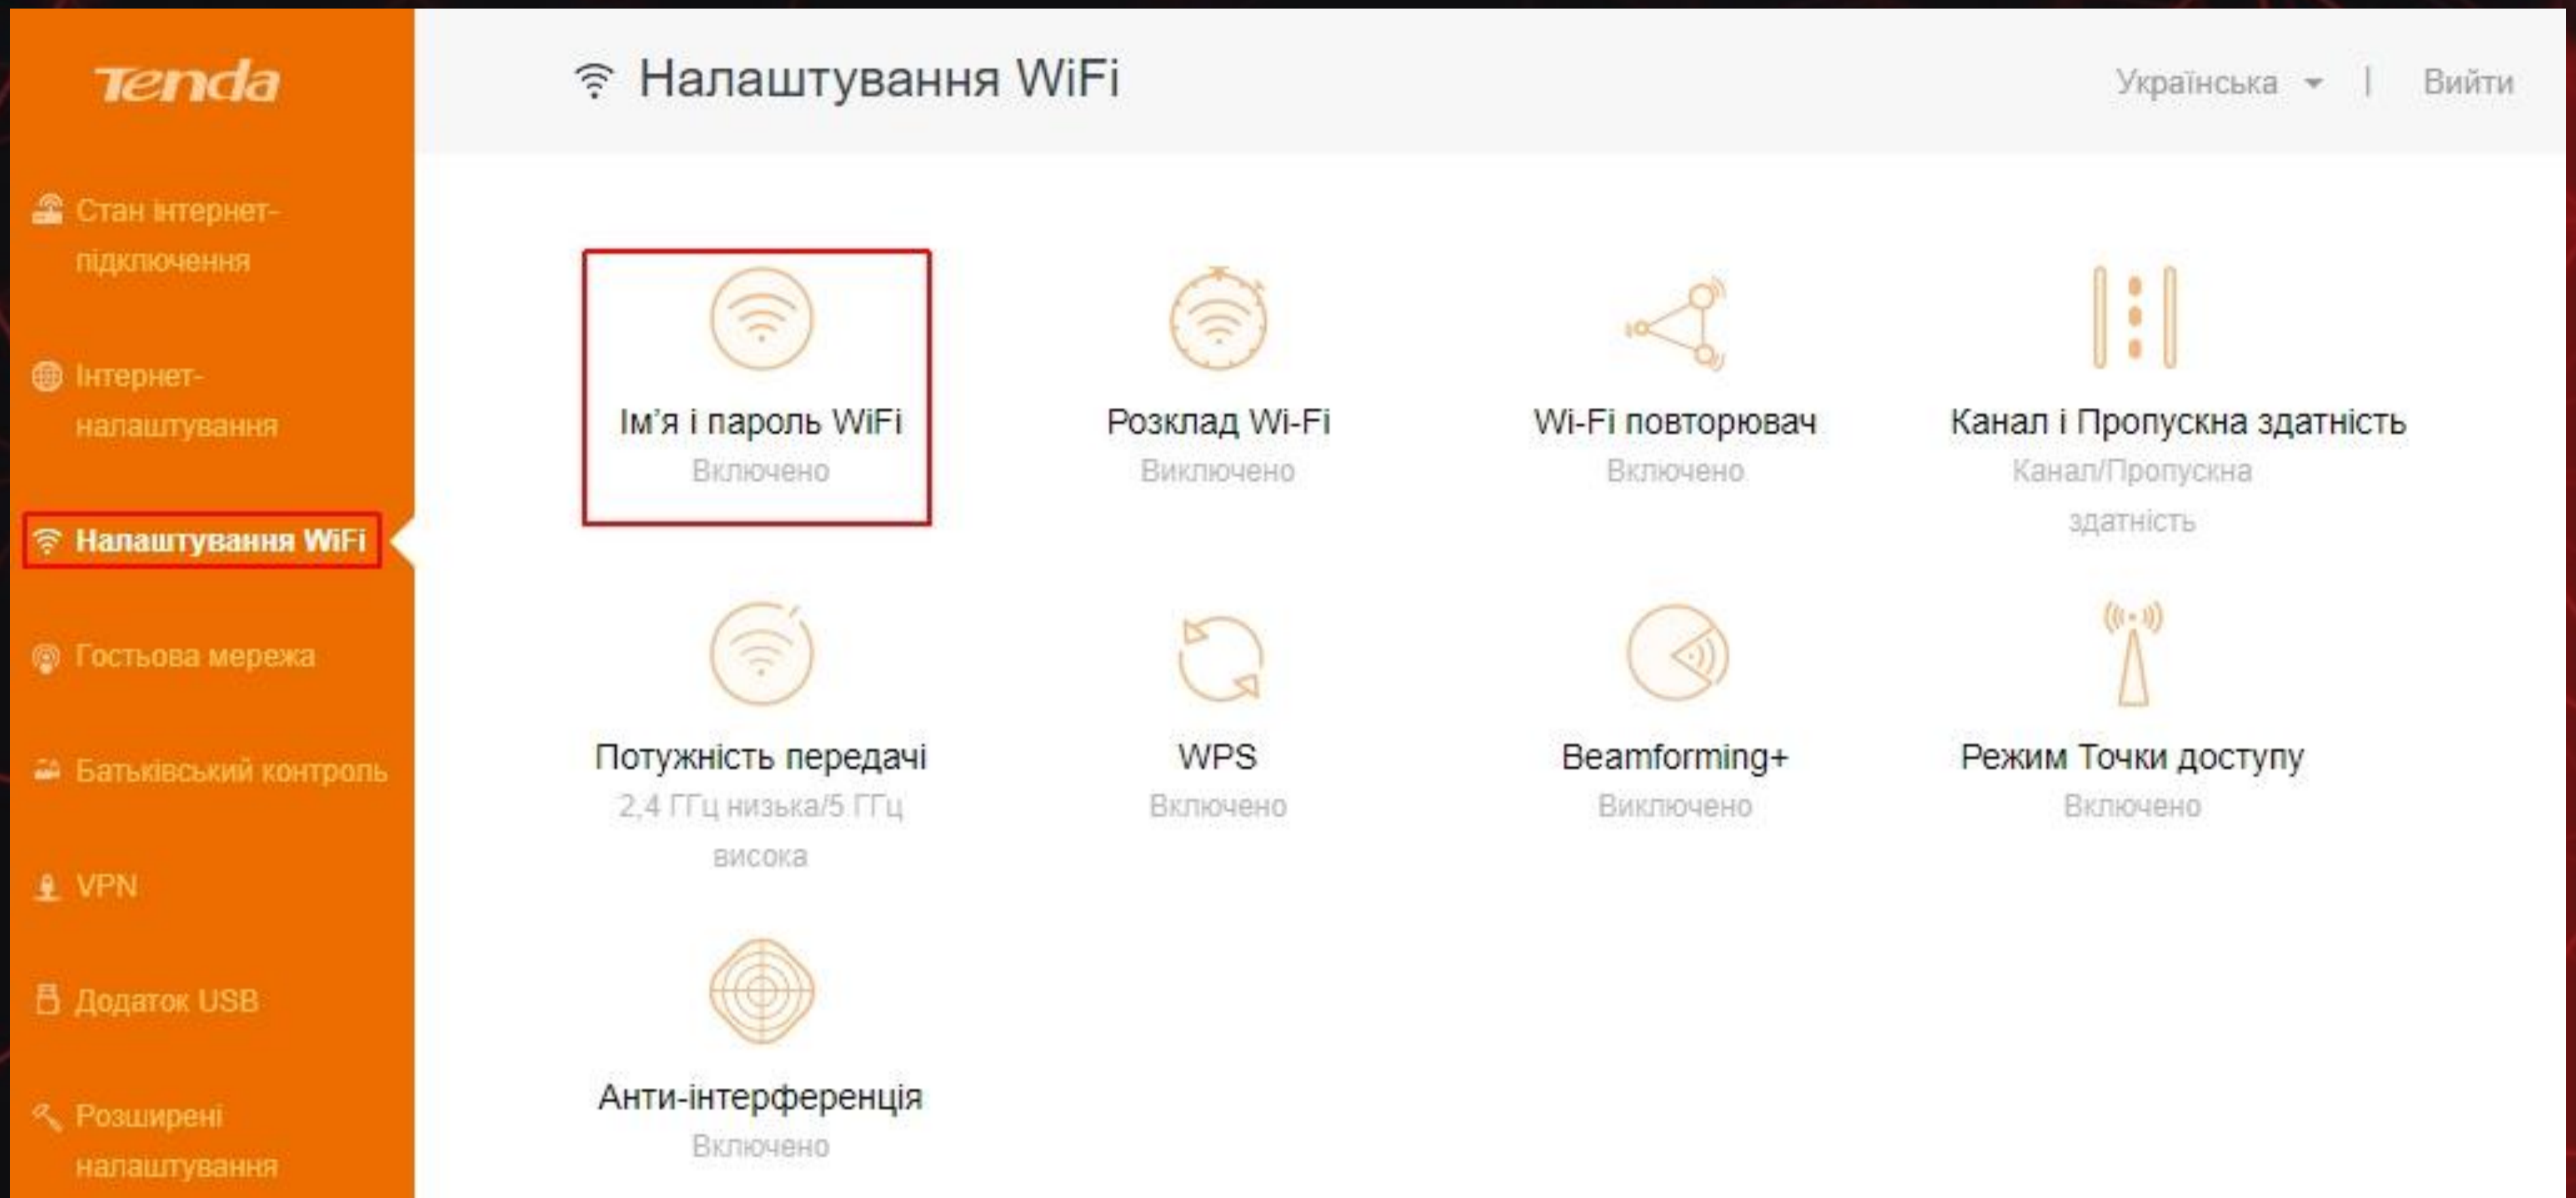 Tenda
Налаштування WiFi
Українська
|
Вийти
Стан інтернет-
підключення
Інтернет-
налаштування
Налаштування WiFi
Гостьова мережа
Батьківський контроль
VPN
Додаток USB
Розширені
налаштування
Ім'я і пароль WiFi
Включено
Розклад Wi-Fi
Виключено
Wi-Fi повторювач
Включено
Канал і Пропускна здатність
Канал/Пропускна
здатність
Потужність передачі
2,4 ГГц низька/5 ГГц
висока
WPS
Включено
Beamforming+
Виключено
Режим Точки доступу
Включено
Анти-інтерференція
Включено